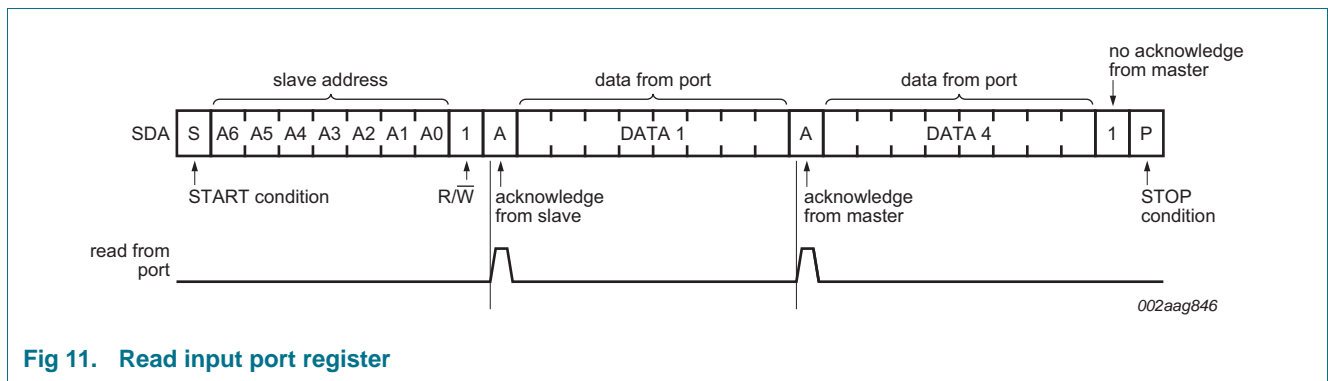 no acknowledge
from master
slave address
data from port
data from port
SDA
S A6 A5 A4 A3 A2 A1 A0 1 A DATA 1 A DATA 4 1 P
START condition
R/W̅
acknowledge
from slave
acknowledge
from master
STOP
condition
read from
port
002aag846
Fig 11. Read input port register